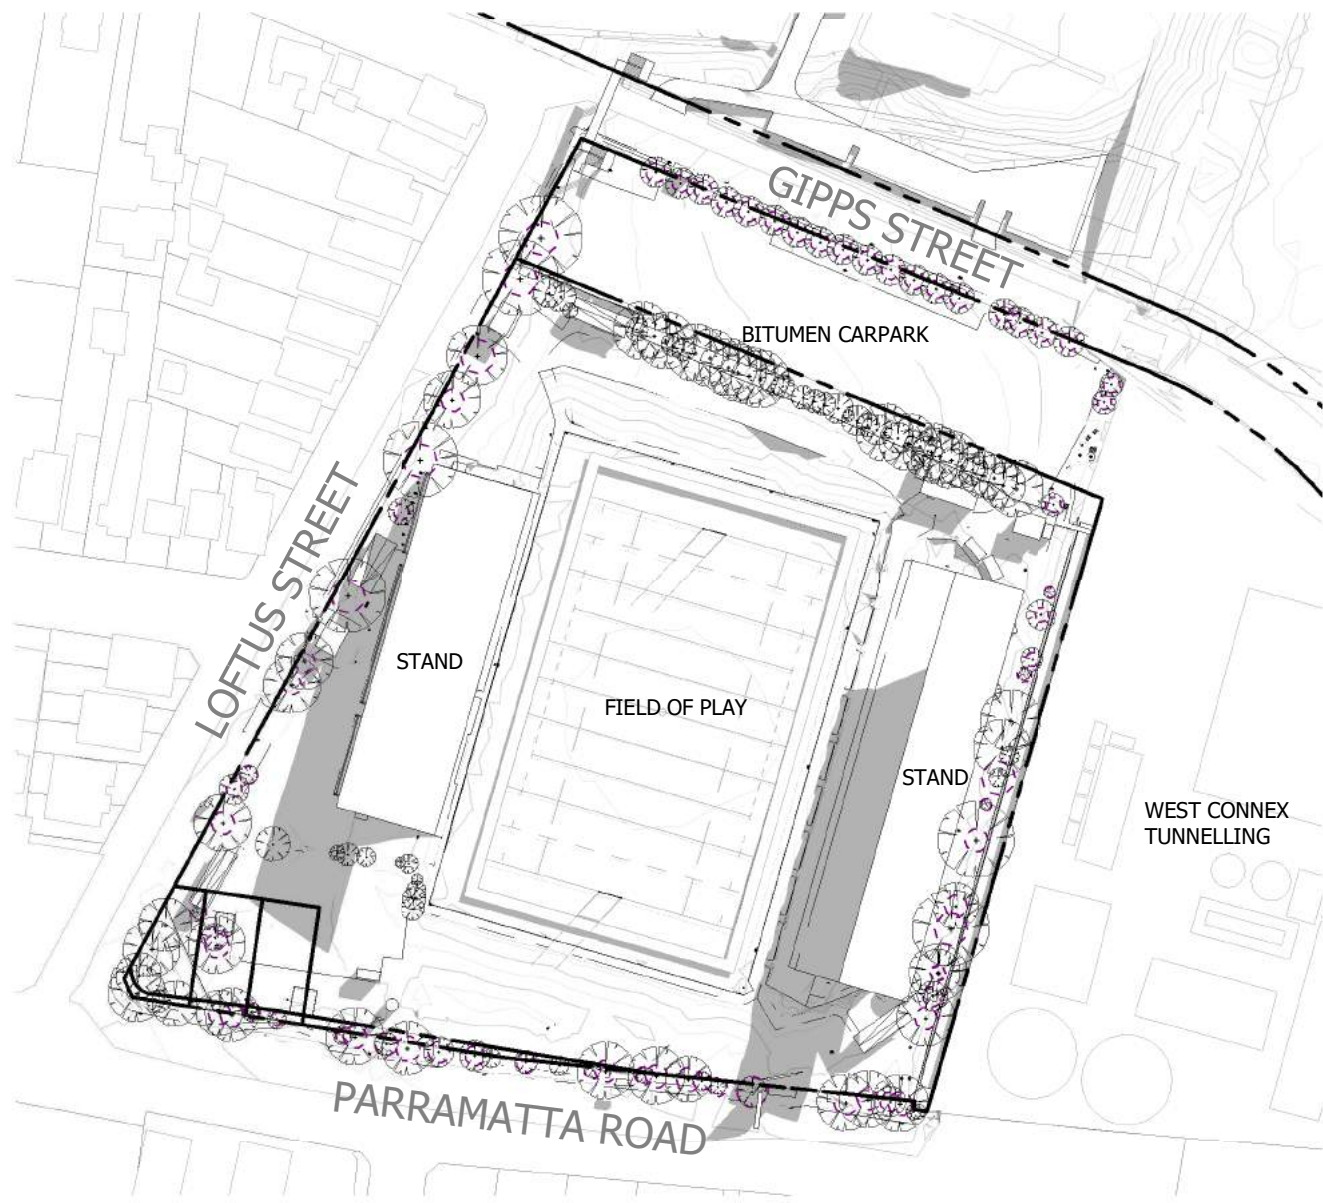 GIPPS STREET
BITUMEN CARPARK
LOFTUS STREET
STAND
FIELD OF PLAY
STAND
WEST CONNEX
TUNNELLING
PARRAMATTA ROAD